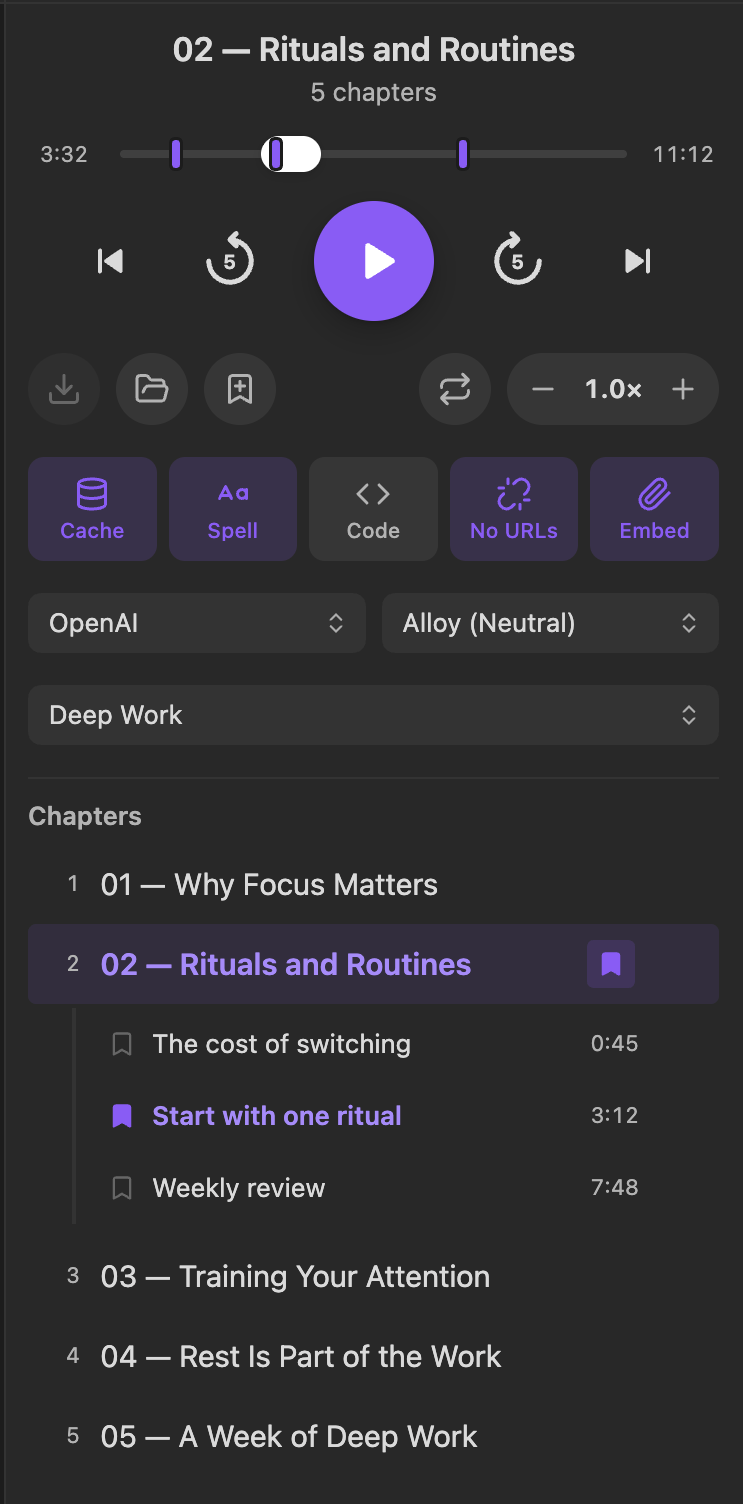 02 — Rituals and Routines
5 chapters
3:32
11:12
5
5
1.0×
Cache
Aa
Spell
Code
No URLs
Embed
OpenAI
Alloy (Neutral)
Deep Work
Chapters
1 01 — Why Focus Matters
2 02 — Rituals and Routines
The cost of switching 0:45
Start with one ritual 3:12
Weekly review 7:48
3 03 — Training Your Attention
4 04 — Rest Is Part of the Work
5 05 — A Week of Deep Work